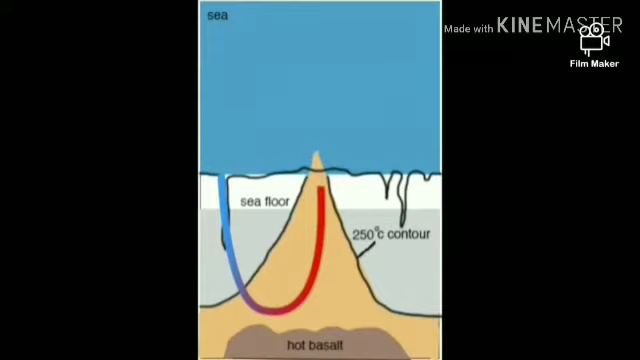 sea
Made with KINEMASTER
Film Maker
sea floor
250°c contour
hot basalt